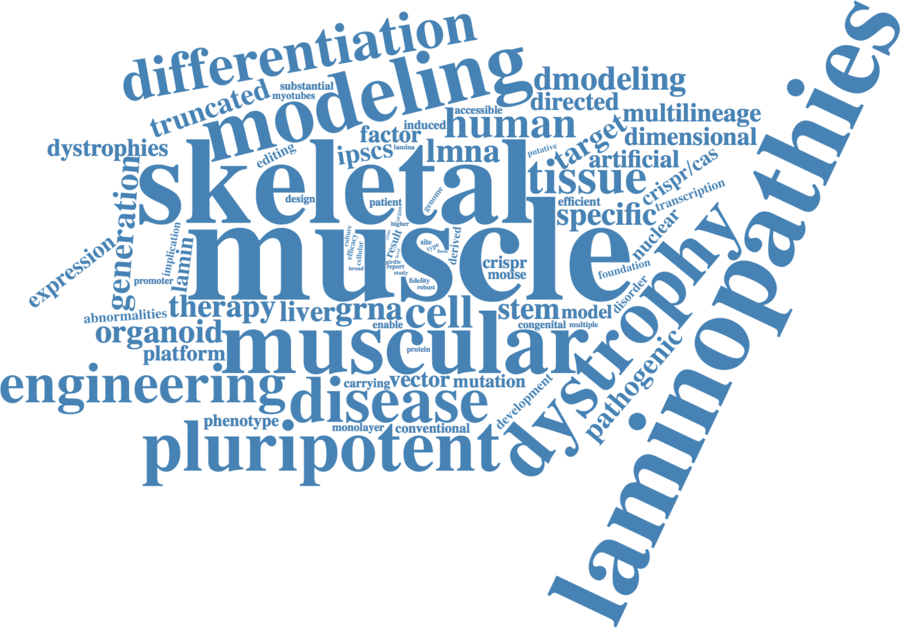 differentiation
modeling
truncated
substantial
myotubes
dmodeling
directed
accessible
induced
factor
human
multilineage
dimensional
target
dystrophies
editing
ipscs
lamina
lmna
putative
artificial
skeletal
tissue
crispr/cas
transcription
generation
design
patient
genome
efficient
specific
nuclear
laminopathies
muscle
expression
implication
lamin
promoter
culture
efficacy
cellular
broad
organ
higher
result
site
type
derived
girdle
report
study
fidelity
robust
crispr
mouse
foundation
disorder
dystrophy
therapy
liver
grna
cell
stem
model
abnormalities
organoid
enable
congenital
multiple
platform
muscular
protein
pathogenic
engineering
carrying
vector
mutation
disease
development
phenotype
monolayer
conventional
pluripotent